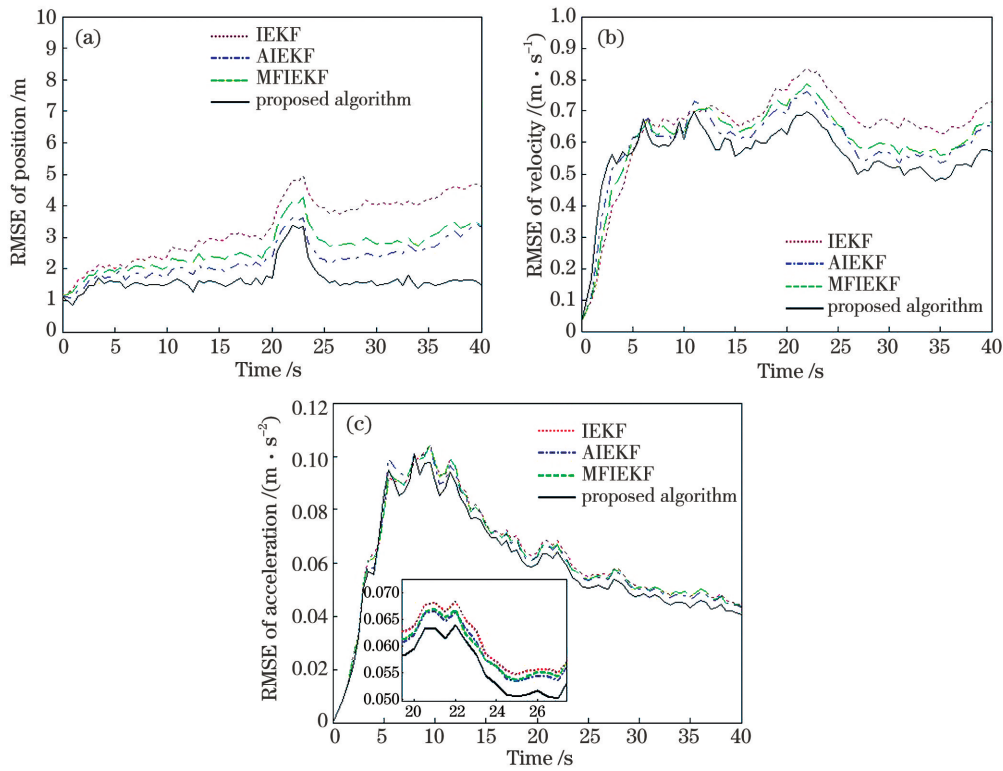 (a)
10
9
8
7
6
5
4
3
2
1
0
RMSE of position /m
IEKF
AIEKF
MFIEKF
proposed algorithm
0 5 10 15 20 25 30 35 40
Time /s
(b)
1.0
0.9
0.8
0.7
0.6
0.5
0.4
0.3
0.2
0.1
0
RMSE of velocity /(m · s⁻¹)
IEKF
AIEKF
MFIEKF
proposed algorithm
0 5 10 15 20 25 30 35 40
Time /s
(c)
0.12
0.10
0.08
0.06
0.04
0.02
0
RMSE of acceleration /(m · s⁻²)
IEKF
AIEKF
MFIEKF
proposed algorithm
0.070
0.065
0.060
0.055
0.050
20 22 24 26
0 5 10 15 20 25 30 35 40
Time /s